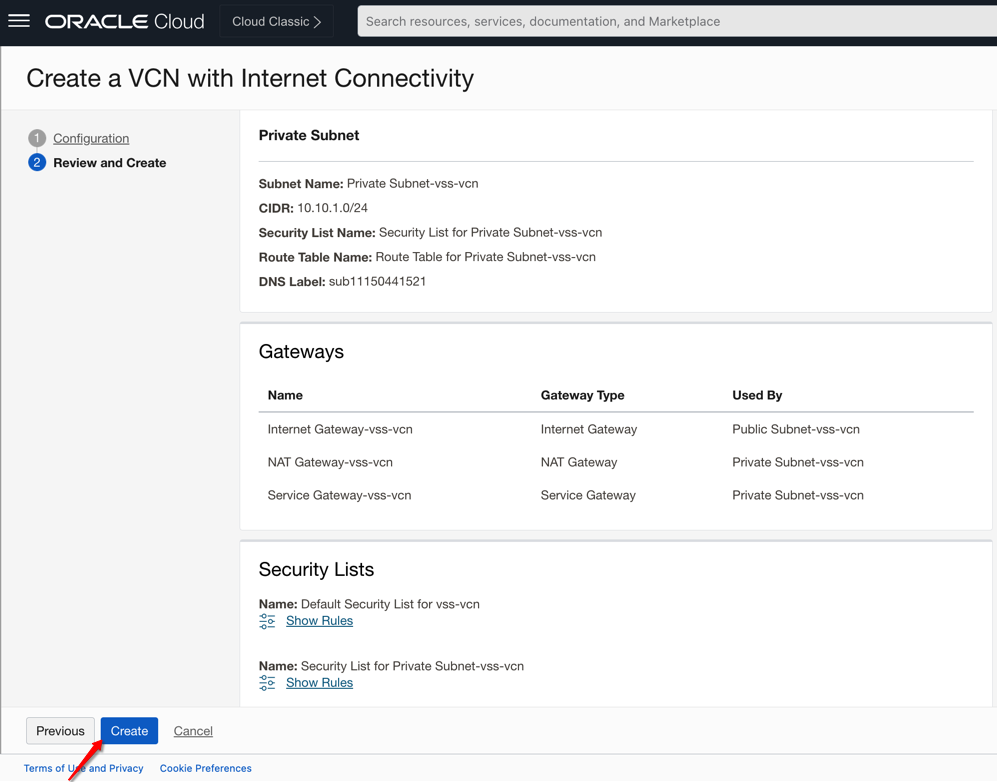 ORACLE Cloud
Cloud Classic >
Search resources, services, documentation, and Marketplace
Create a VCN with Internet Connectivity
1 Configuration
2 Review and Create
Private Subnet
Subnet Name: Private Subnet-vss-vcn
CIDR: 10.10.1.0/24
Security List Name: Security List for Private Subnet-vss-vcn
Route Table Name: Route Table for Private Subnet-vss-vcn
DNS Label: sub11150441521
Gateways
Name Gateway Type Used By
Internet Gateway-vss-vcn Internet Gateway Public Subnet-vss-vcn
NAT Gateway-vss-vcn NAT Gateway Private Subnet-vss-vcn
Service Gateway-vss-vcn Service Gateway Private Subnet-vss-vcn
Security Lists
Name: Default Security List for vss-vcn
Show Rules
Name: Security List for Private Subnet-vss-vcn
Show Rules
Previous Create Cancel
Terms of Use and Privacy Cookie Preferences